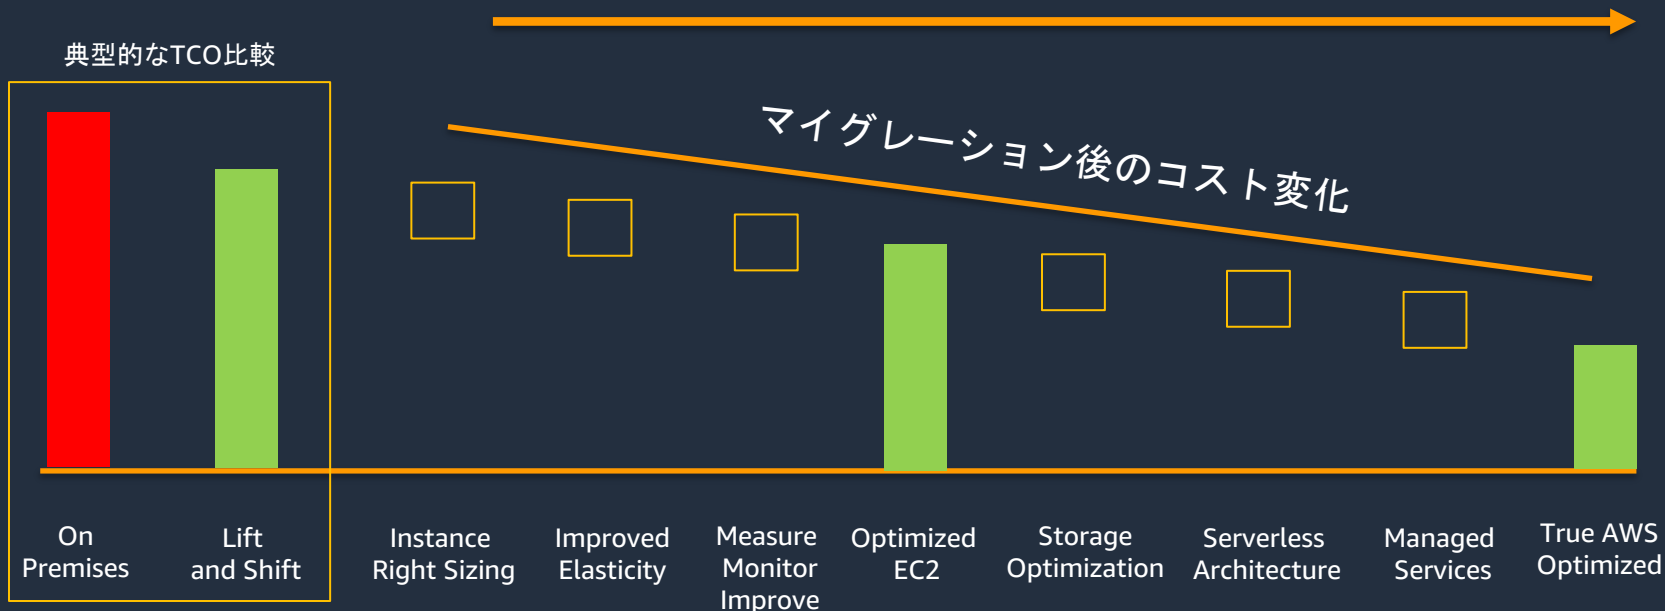 典型的なTCO比較
マイグレーション後のコスト変化
On
Premises
Lift
and Shift
Instance
Right Sizing
Improved
Elasticity
Measure
Monitor
Improve
Optimized
EC2
Storage
Optimization
Serverless
Architecture
Managed
Services
True AWS
Optimized